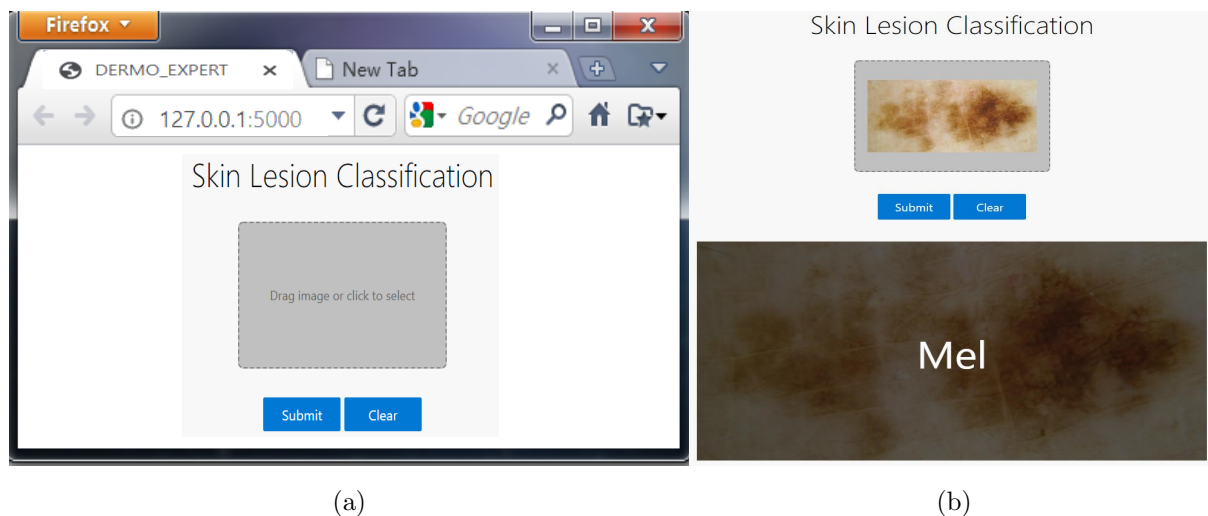 Firefox
DERMO_EXPERT
New Tab
127.0.0.1:5000
Google
Skin Lesion Classification
Drag image or click to select
Submit Clear
(a)
Skin Lesion Classification
Submit Clear
Mel
(b)